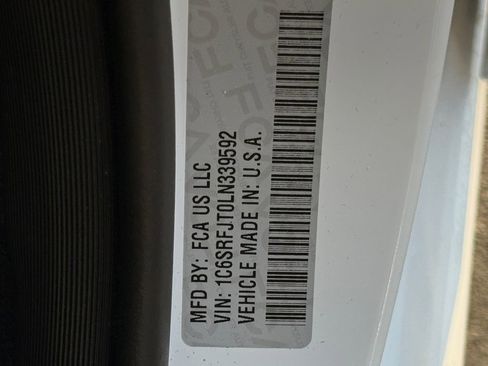 MFD BY: FCA US LLC
VIN: 1C6SRFJT0LN339592
VEHICLE MADE IN: U.S.A.